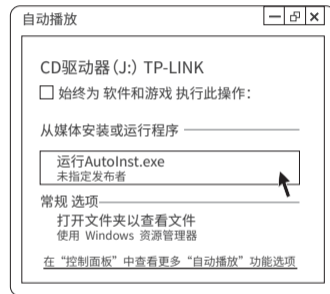 自动播放
CD驱动器(J:) TP-LINK
始终为 软件和游戏 执行此操作：
从媒体安装或运行程序
运行AutoInst.exe
未指定发布者
常规 选项
打开文件夹以查看文件
使用 Windows 资源管理器
在“控制面板”中查看更多“自动播放”功能选项